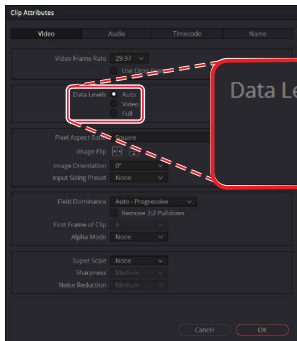 Clip Attributes
Video Audio Timecode Name
Video Frame Rate 29.97
Use Drop
Data Levels Auto
Video
Full
Data Le
Pixel Aspect Ratio Square
Image Flip
Image Orientation 0°
Input Sizing Preset None
Field Dominance Auto - Progressive
Remove 3:2 Pulldown
First Frame of Clip A
Alpha Mode None
Super Scale None
Sharpness Medium
Noise Reduction Medium
Cancel OK